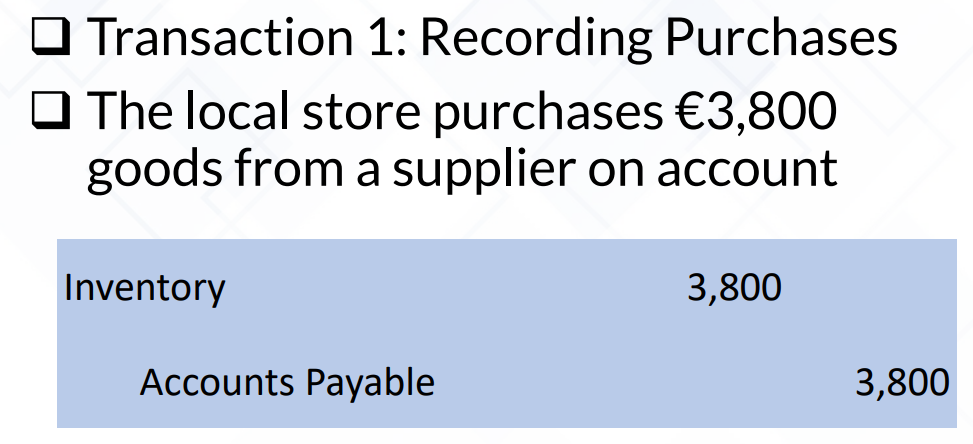 Transaction 1: Recording Purchases
The local store purchases €3,800
goods from a supplier on account
Inventory 3,800
Accounts Payable 3,800